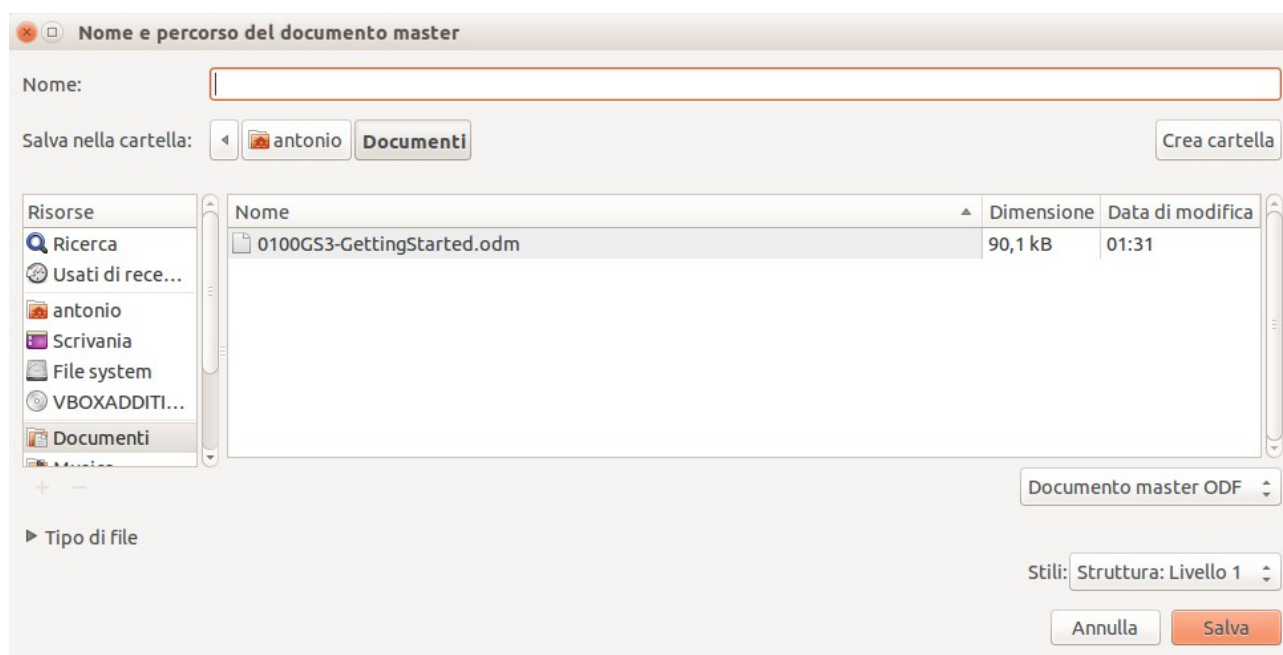 Nome e percorso del documento master
Nome:
Salva nella cartella: antonio Documenti Crea cartella
Risorse Nome Dimensione Data di modifica
Ricerca 0100GS3-GettingStarted.odm 90,1 kB 01:31
Usati di rece...
antonio
Scrivania
File system
VBOXADDITI...
Documenti
Documento master ODF
Tipo di file
Stili: Struttura: Livello 1
Annulla Salva